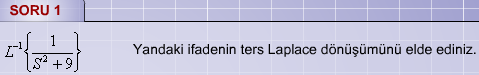 SORU 1
L⁻¹{1/(S²+9)} Yandaki ifadenin ters Laplace dönüşümünü elde ediniz.